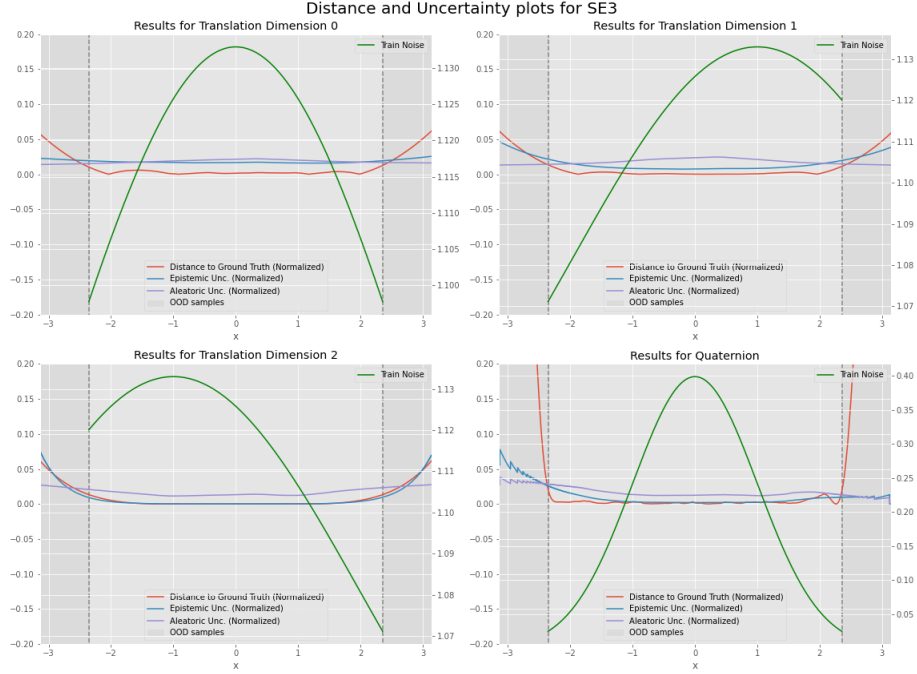 Distance and Uncertainty plots for SE3
Results for Translation Dimension 0
0.20
0.15
0.10
0.05
0.00
−0.05
−0.10
−0.15
−0.20
1.130
1.125
1.120
1.115
1.110
1.105
1.100
Train Noise
Distance to Ground Truth (Normalized)
Epistemic Unc. (Normalized)
Aleatoric Unc. (Normalized)
OOD samples
−3 −2 −1 0 1 2 3
x
Results for Translation Dimension 1
0.20
0.15
0.10
0.05
0.00
−0.05
−0.10
−0.15
−0.20
1.13
1.12
1.11
1.10
1.09
1.08
1.07
Train Noise
Distance to Ground Truth (Normalized)
Epistemic Unc. (Normalized)
Aleatoric Unc. (Normalized)
OOD samples
−3 −2 −1 0 1 2 3
x
Results for Translation Dimension 2
0.20
0.15
0.10
0.05
0.00
−0.05
−0.10
−0.15
−0.20
1.13
1.12
1.11
1.10
1.09
1.08
1.07
Train Noise
Distance to Ground Truth (Normalized)
Epistemic Unc. (Normalized)
Aleatoric Unc. (Normalized)
OOD samples
−3 −2 −1 0 1 2 3
x
Results for Quaternion
0.20
0.15
0.10
0.05
0.00
−0.05
−0.10
−0.15
−0.20
0.40
0.35
0.30
0.25
0.20
0.15
0.10
0.05
Train Noise
Distance to Ground Truth (Normalized)
Epistemic Unc. (Normalized)
Aleatoric Unc. (Normalized)
OOD samples
−3 −2 −1 0 1 2 3
x